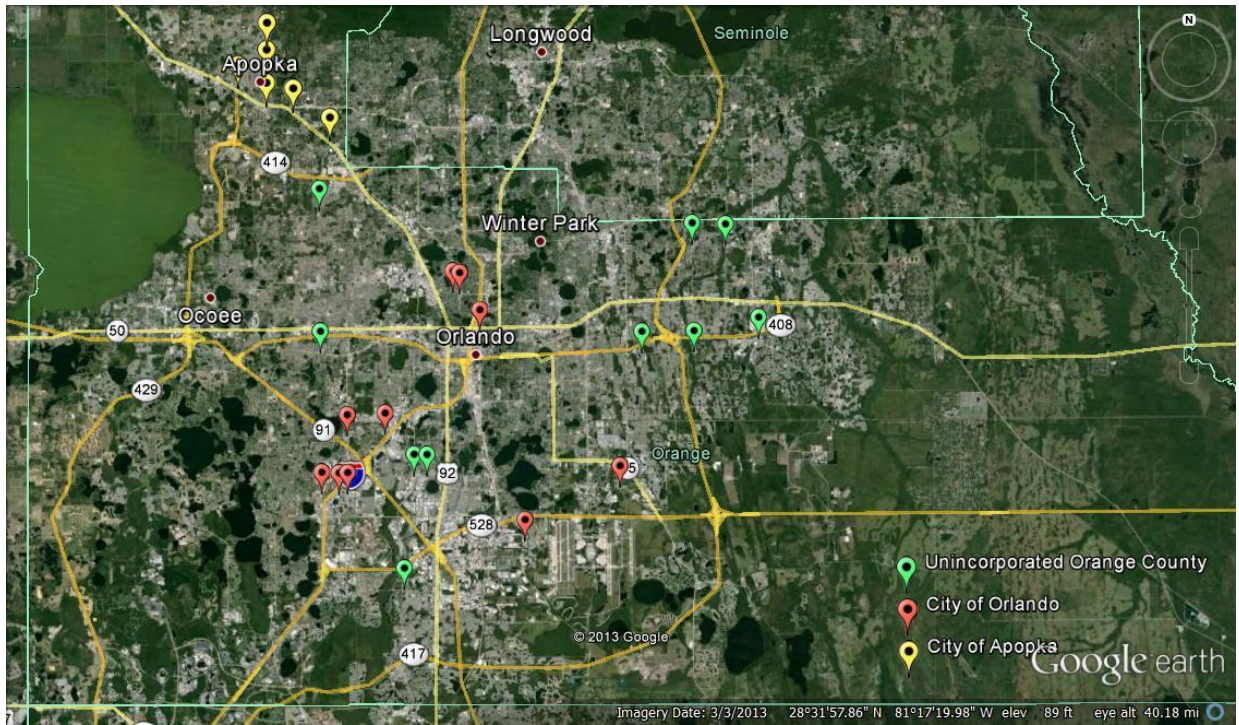 N
Longwood
Seminole
Apopka
414
Winter Park
Ocoee
50
Orlando
408
429
91
Orange
92
5
528
Unincorporated Orange County
City of Orlando
© 2013 Google
City of Apopka
417
Google earth
Imagery Date: 3/3/2013 28°31'57.86" N 81°17'19.98" W elev 89 ft eye alt 40.18 mi